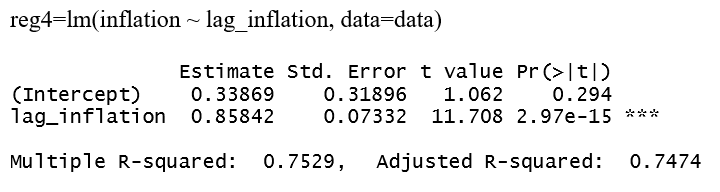 reg4=lm(inflation ~ lag_inflation, data=data)
Estimate Std. Error t value Pr(>|t|)
(Intercept) 0.33869 0.31896 1.062 0.294
lag_inflation 0.85842 0.07332 11.708 2.97e-15 ***
Multiple R-squared: 0.7529, Adjusted R-squared: 0.7474